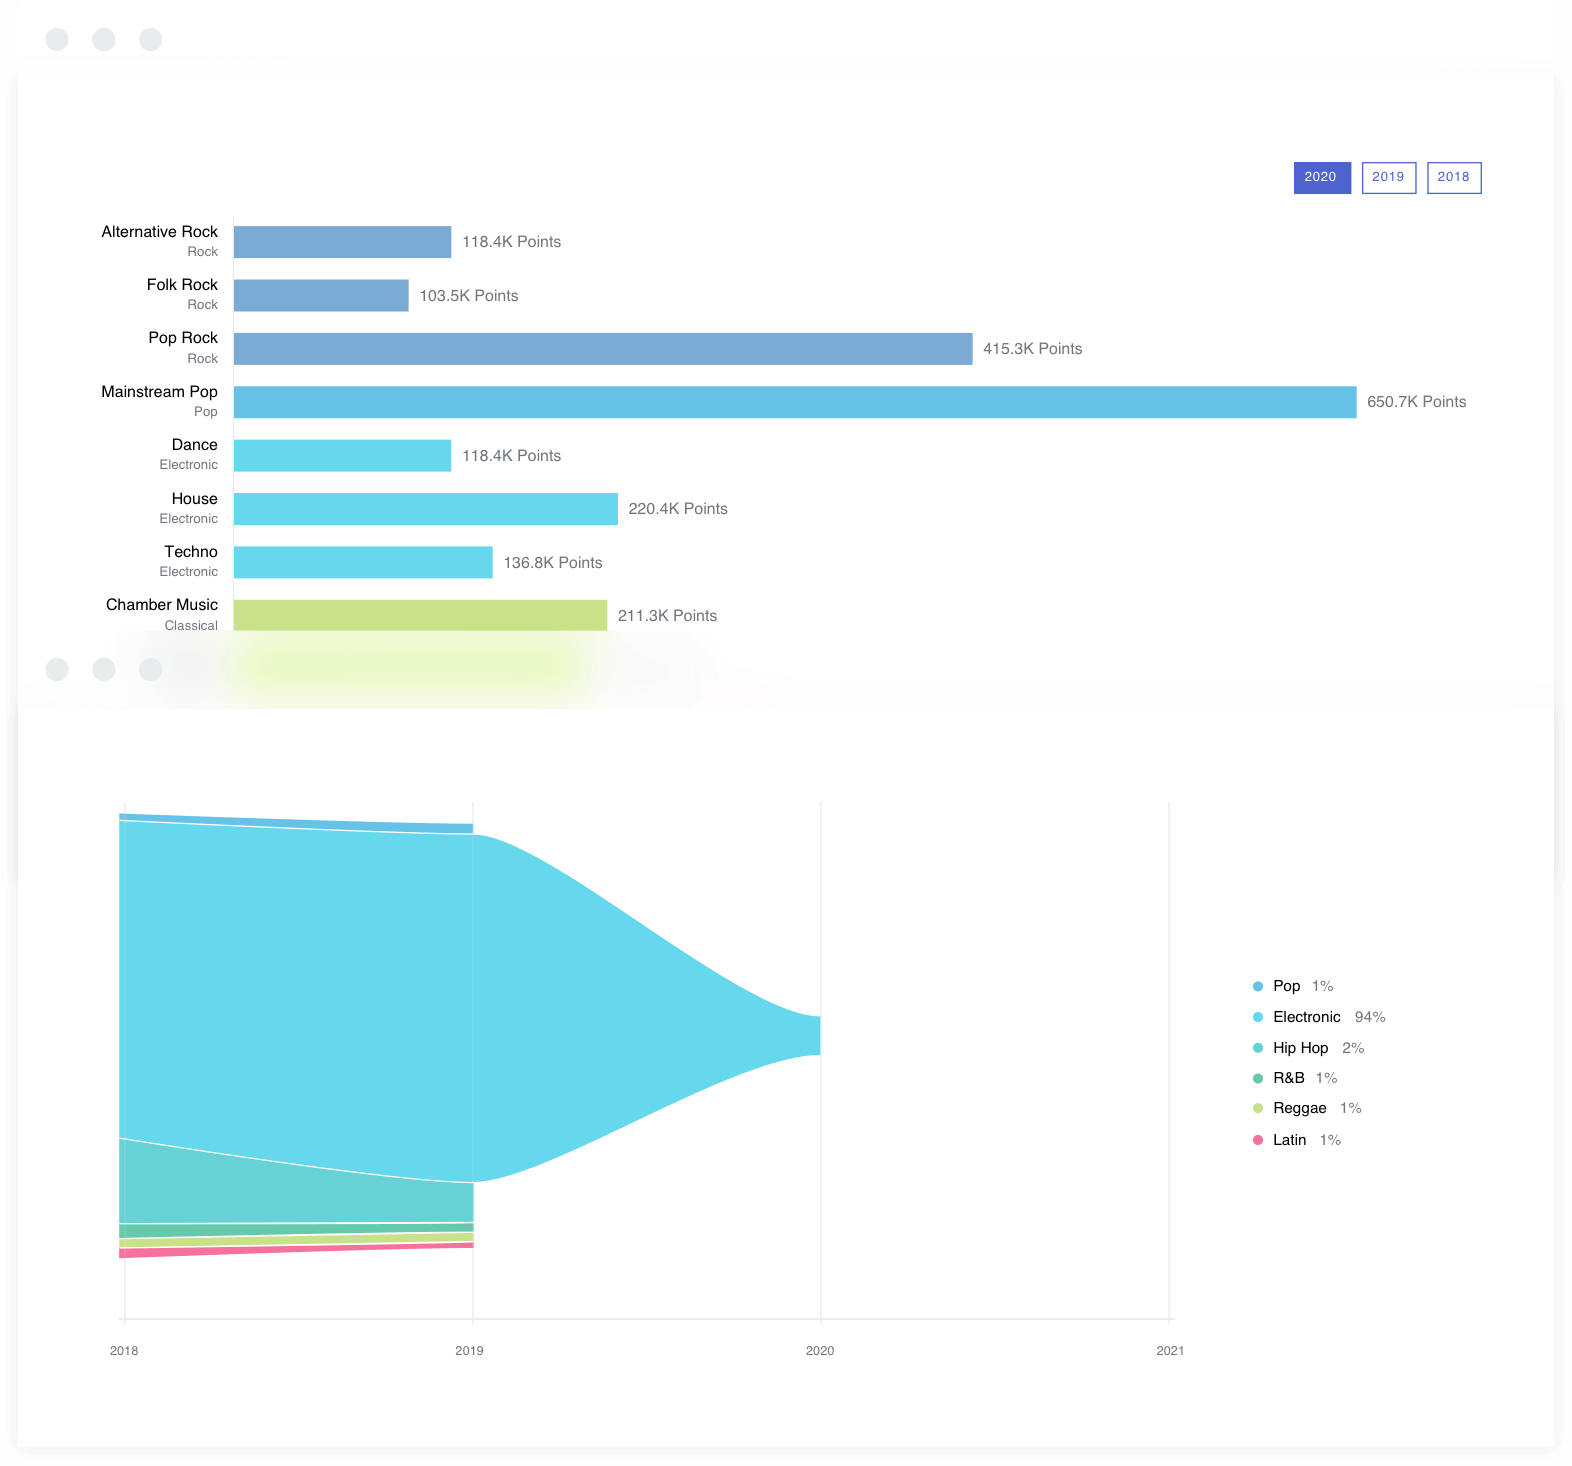 2020 2019 2018
Alternative Rock
Rock
118.4K Points
Folk Rock
Rock
103.5K Points
Pop Rock
Rock
415.3K Points
Mainstream Pop
Pop
650.7K Points
Dance
Electronic
118.4K Points
House
Electronic
220.4K Points
Techno
Electronic
136.8K Points
Chamber Music
Classical
211.3K Points
Pop 1%
Electronic 94%
Hip Hop 2%
R&B 1%
Reggae 1%
Latin 1%
2018 2019 2020 2021